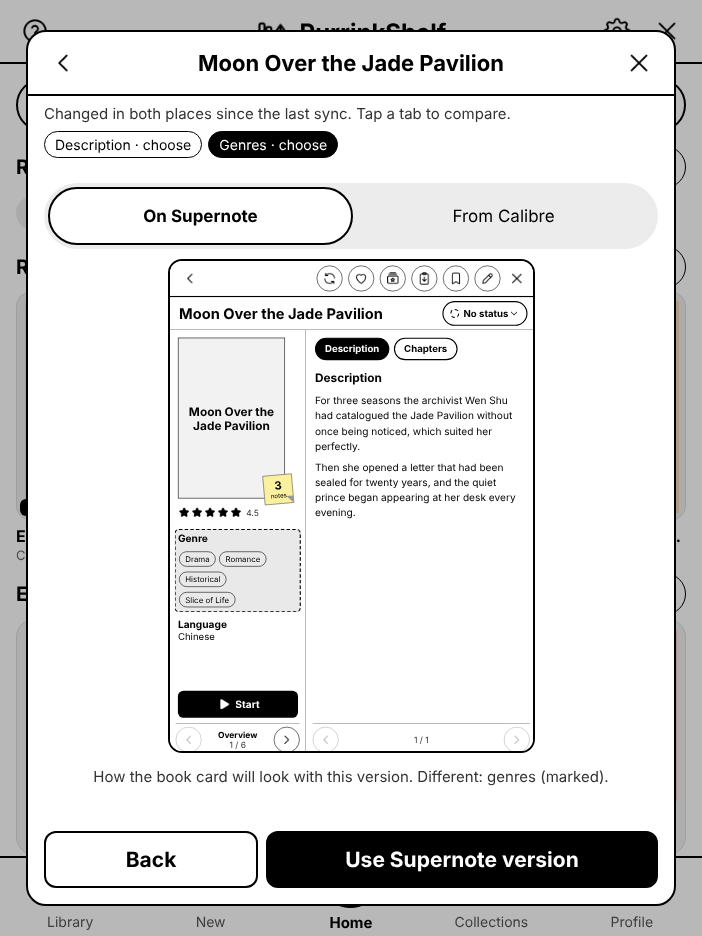 PurrinkShelf
Moon Over the Jade Pavilion
Changed in both places since the last sync. Tap a tab to compare.
Description · choose
Genres · choose
On Supernote
From Calibre
Moon Over the Jade Pavilion
No status
Moon Over the
Jade Pavilion
3
notes
4.5
Genre
Drama
Romance
Historical
Slice of Life
Language
Chinese
Start
Overview
1 / 6
Description
Chapters
Description
For three seasons the archivist Wen Shu
had catalogued the Jade Pavilion without
once being noticed, which suited her
perfectly.
Then she opened a letter that had been
sealed for twenty years, and the quiet
prince began appearing at her desk every
evening.
1 / 1
How the book card will look with this version. Different: genres (marked).
Back
Use Supernote version
Library
New
Home
Collections
Profile